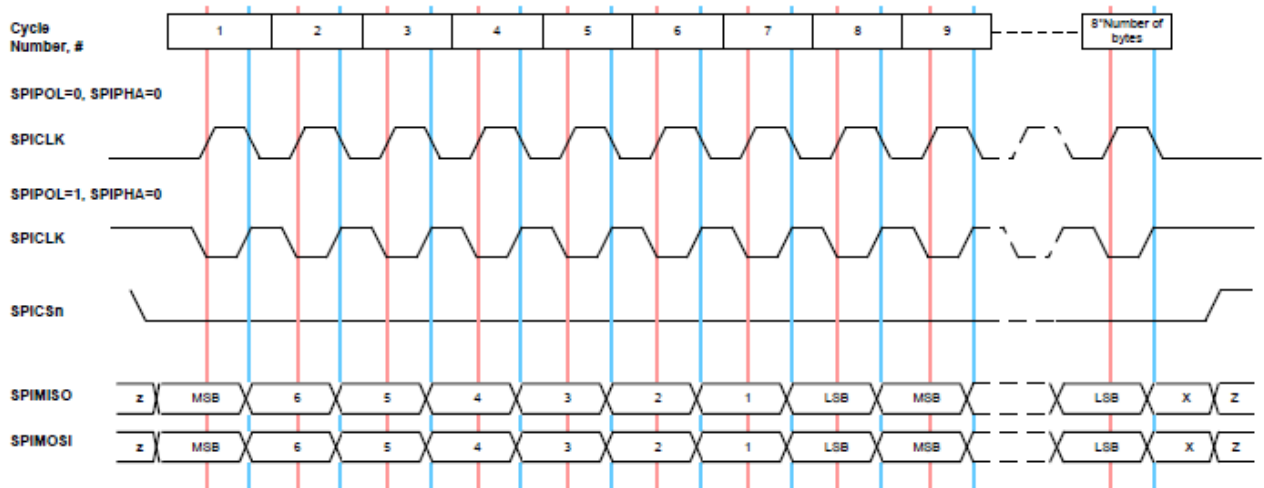 Cycle
Number, #
1 2 3 4 5 6 7 8 9 8"Number of
bytes
SPIPOL=0, SPIPHA=0
SPICLK
SPIPOL=1, SPIPHA=0
SPICLK
SPICSn
SPIMISO z MSB 6 5 4 3 2 1 LSB MSB LSB X Z
SPIMOSI z MSB 6 5 4 3 2 1 LSB MSB LSB X Z